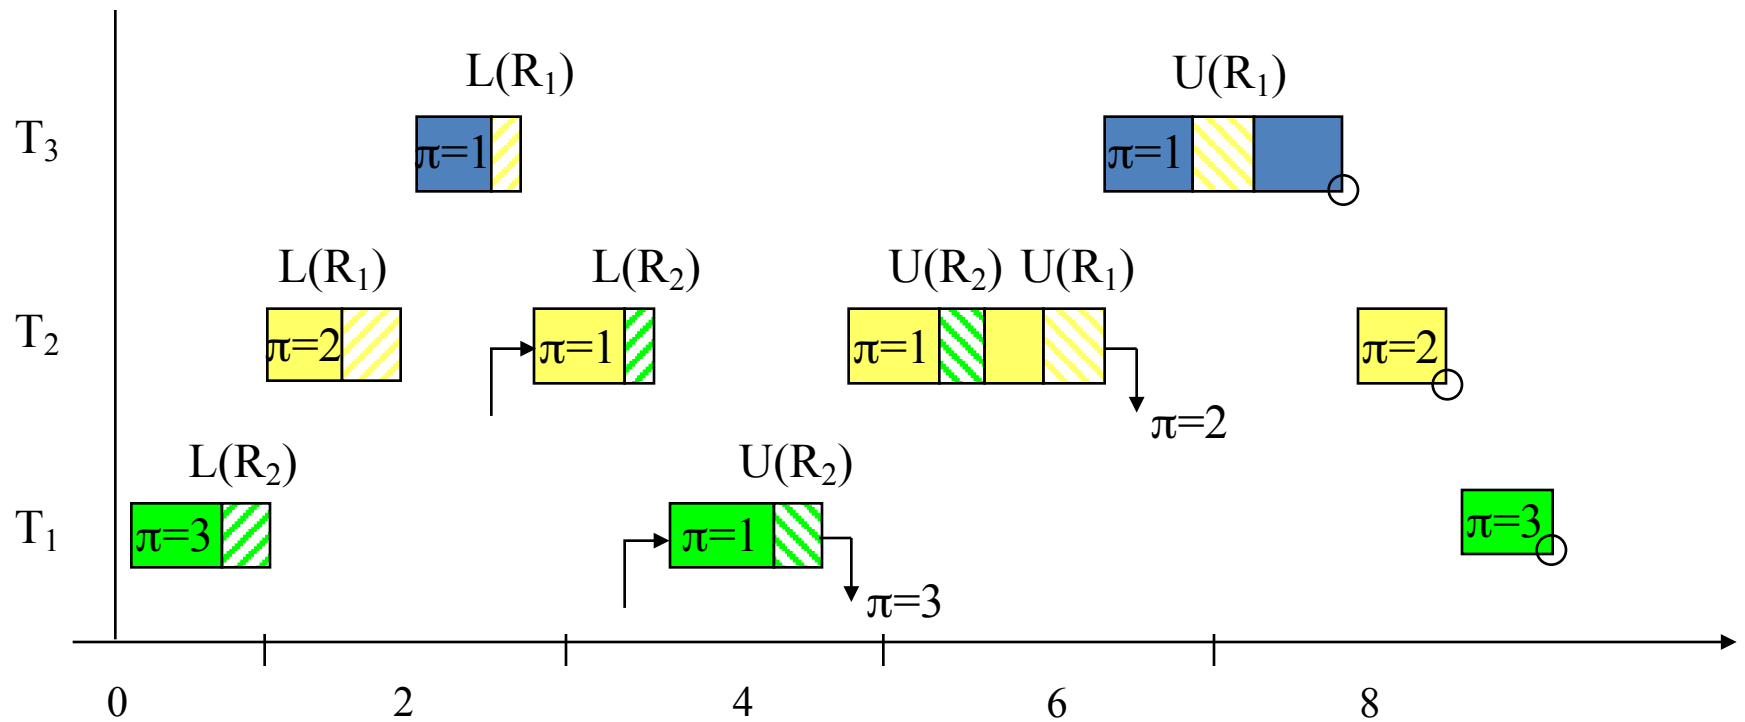 L(R₁) U(R₁)
T₃ π=1 π=1
L(R₁) L(R₂) U(R₂) U(R₁)
T₂ π=2 π=1 π=1 π=2
π=2
L(R₂) U(R₂)
T₁ π=3 π=1 π=3
π=3
0 2 4 6 8